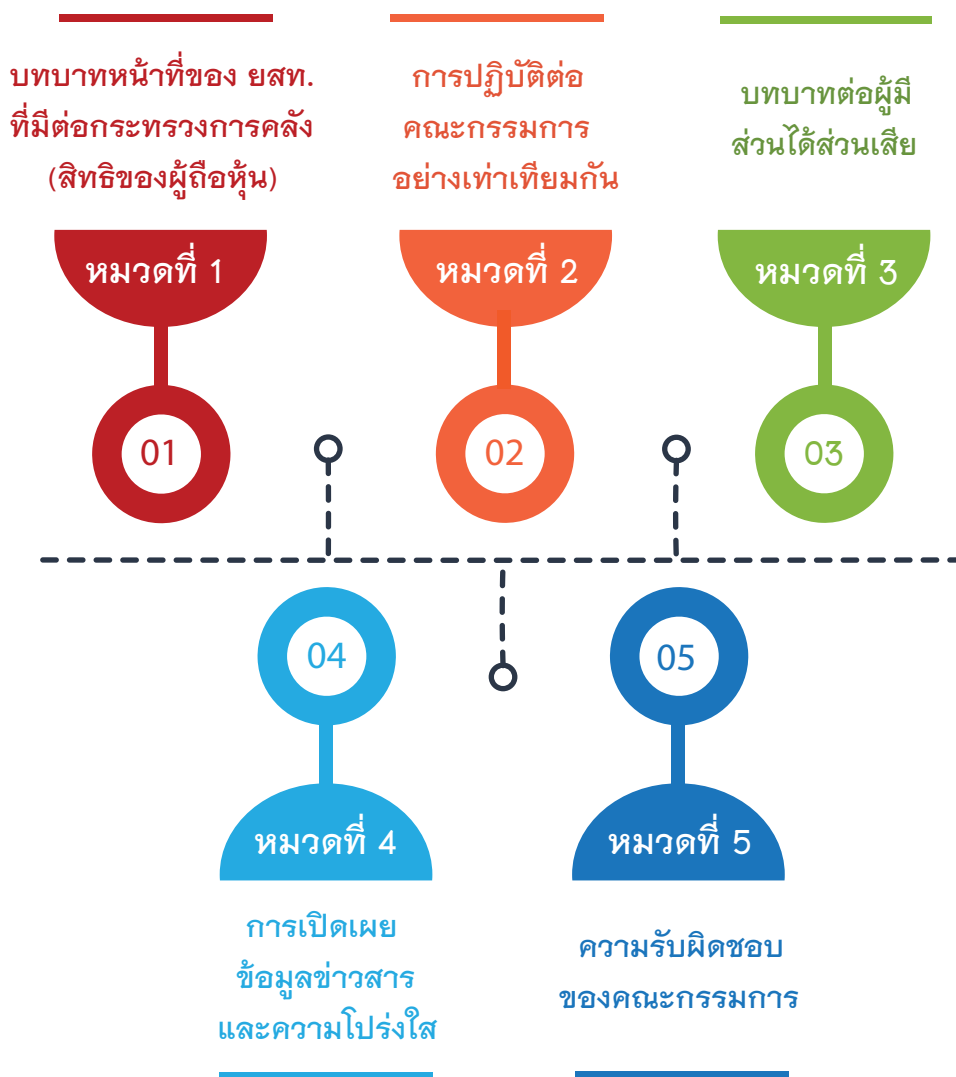 บทบาทหน้าที่ของ ยสท.
ที่มีต่อกระทรวงการคลัง
(สิทธิของผู้ถือหุ้น)
หมวดที่ 1
01
การปฏิบัติต่อ
คณะกรรมการ
อย่างเท่าเทียมกัน
หมวดที่ 2
02
บทบาทต่อผู้มี
ส่วนได้ส่วนเสีย
หมวดที่ 3
03
04
หมวดที่ 4
การเปิดเผย
ข้อมูลข่าวสาร
และความโปร่งใส
05
หมวดที่ 5
ความรับผิดชอบ
ของคณะกรรมการ